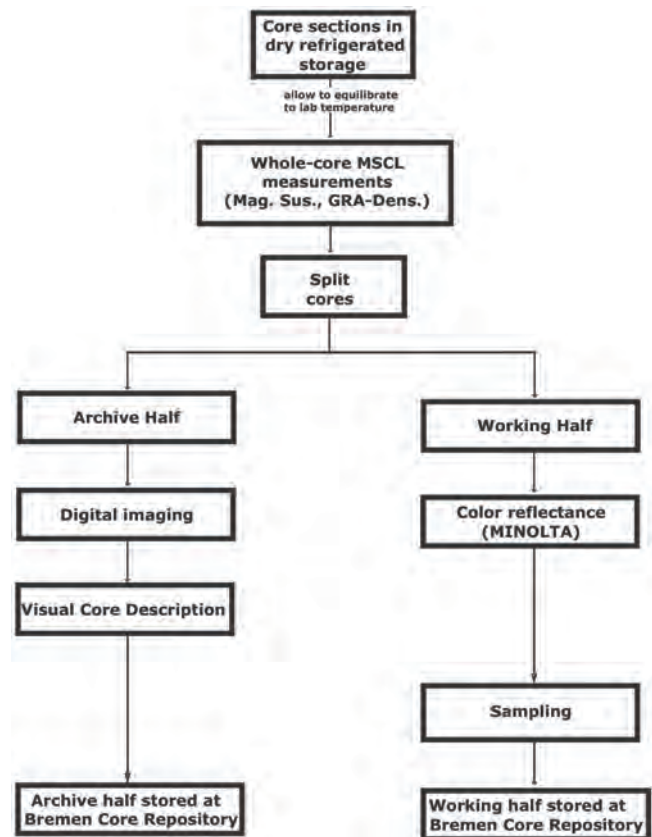 Core sections in
dry refrigerated
storage
allow to equilibrate
to lab temperature
Whole-core MSCL
measurements
(Mag. Sus., GRA-Dens.)
Split
cores
Archive Half
Digital imaging
Visual Core Description
Archive half stored at
Bremen Core Repository
Working Half
Color reflectance
(MINOLTA)
Sampling
Working half stored at
Bremen Core Repository